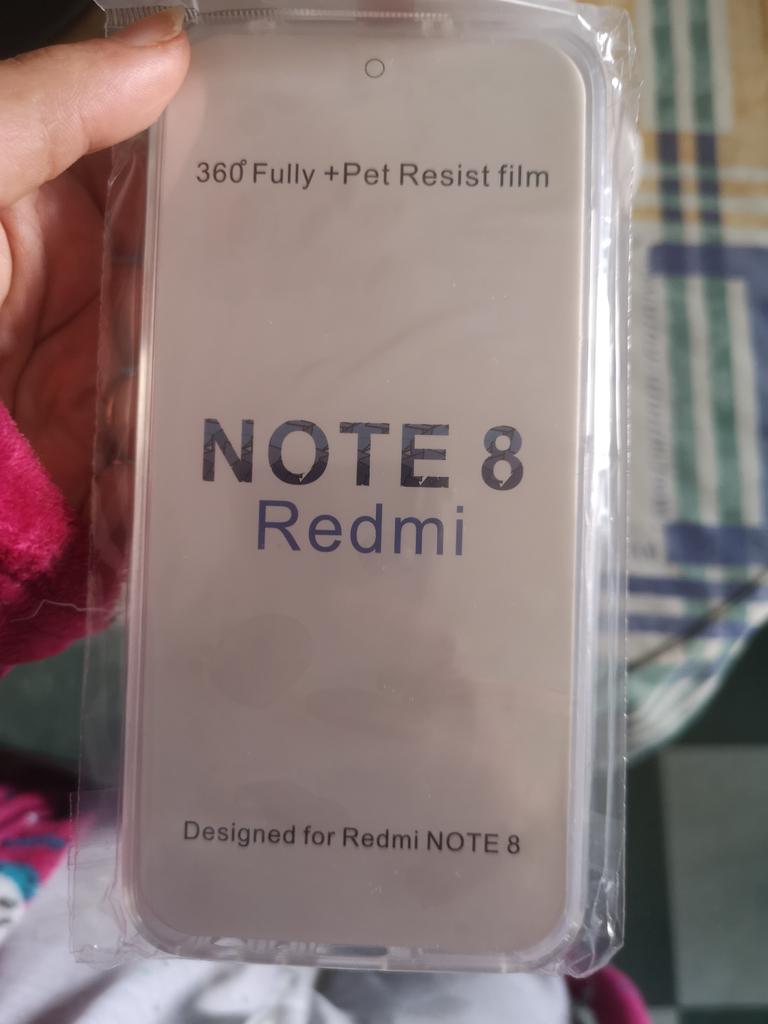 360° Fully +Pet Resist film
NOTE 8
Redmi
Designed for Redmi NOTE 8